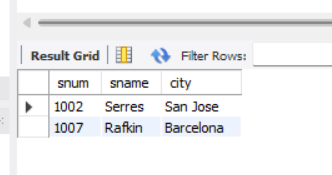 Result Grid Filter Rows:
snum sname city
1002 Serres San Jose
1007 Rafkin Barcelona